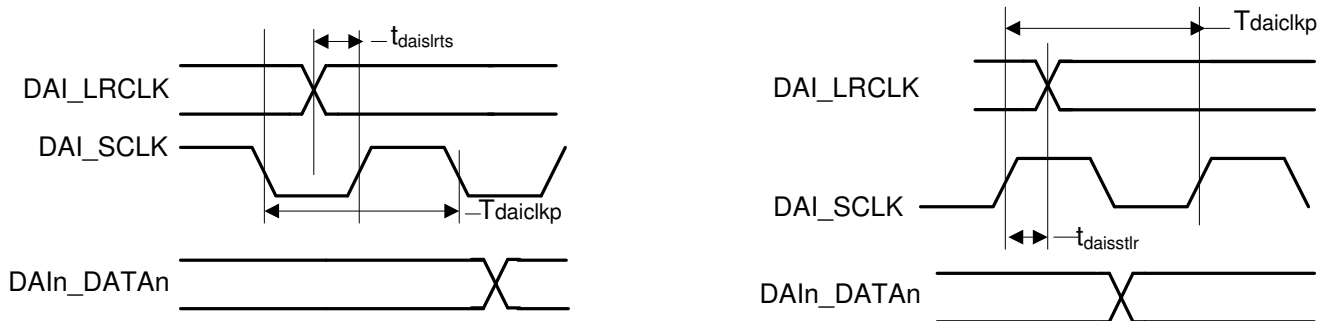 tdaislrts
DAI_LRCLK
DAI_SCLK
Tdaiclkp
DAIn_DATAn
Tdaiclkp
DAI_LRCLK
DAI_SCLK
tdaisstlr
DAIn_DATAn